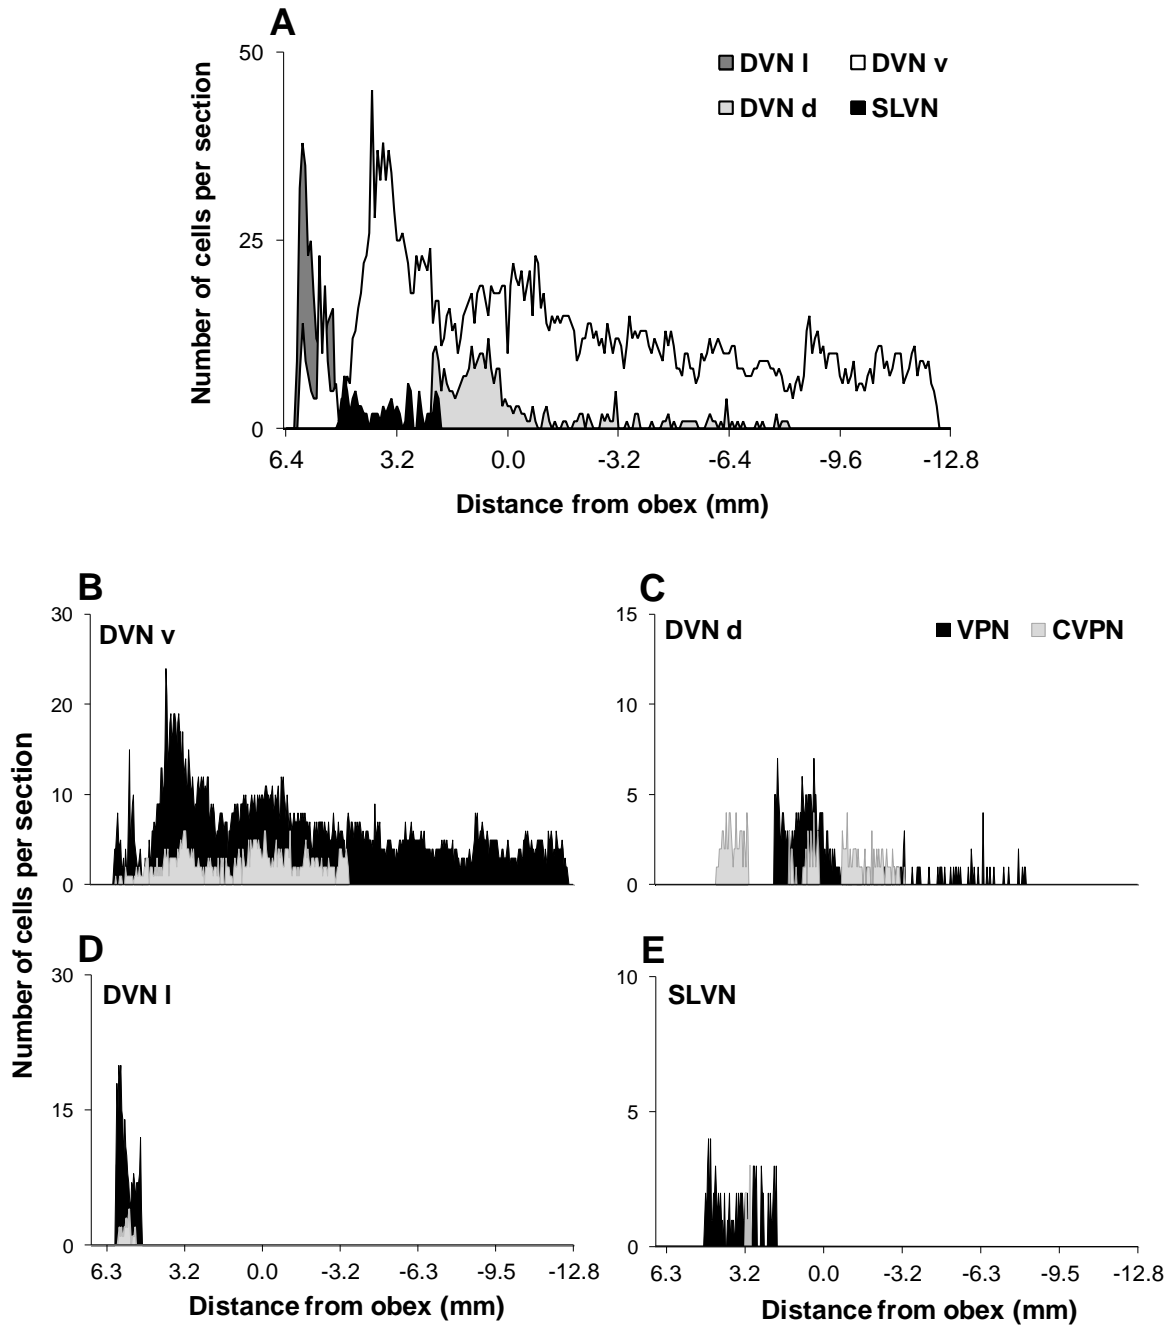 A
50
25
0
Number of cells per section
DVN l
DVN v
DVN d
SLVN
6.4 3.2 0.0 -3.2 -6.4 -9.6 -12.8
Distance from obex (mm)
B
30
20
10
0
DVN v
Number of cells per section
C
15
10
5
0
DVN d
VPN
CVPN
D
30
15
0
DVN l
6.3 3.2 0.0 -3.2 -6.3 -9.5 -12.8
Distance from obex (mm)
E
10
5
0
SLVN
6.3 3.2 0.0 -3.2 -6.3 -9.5 -12.8
Distance from obex (mm)